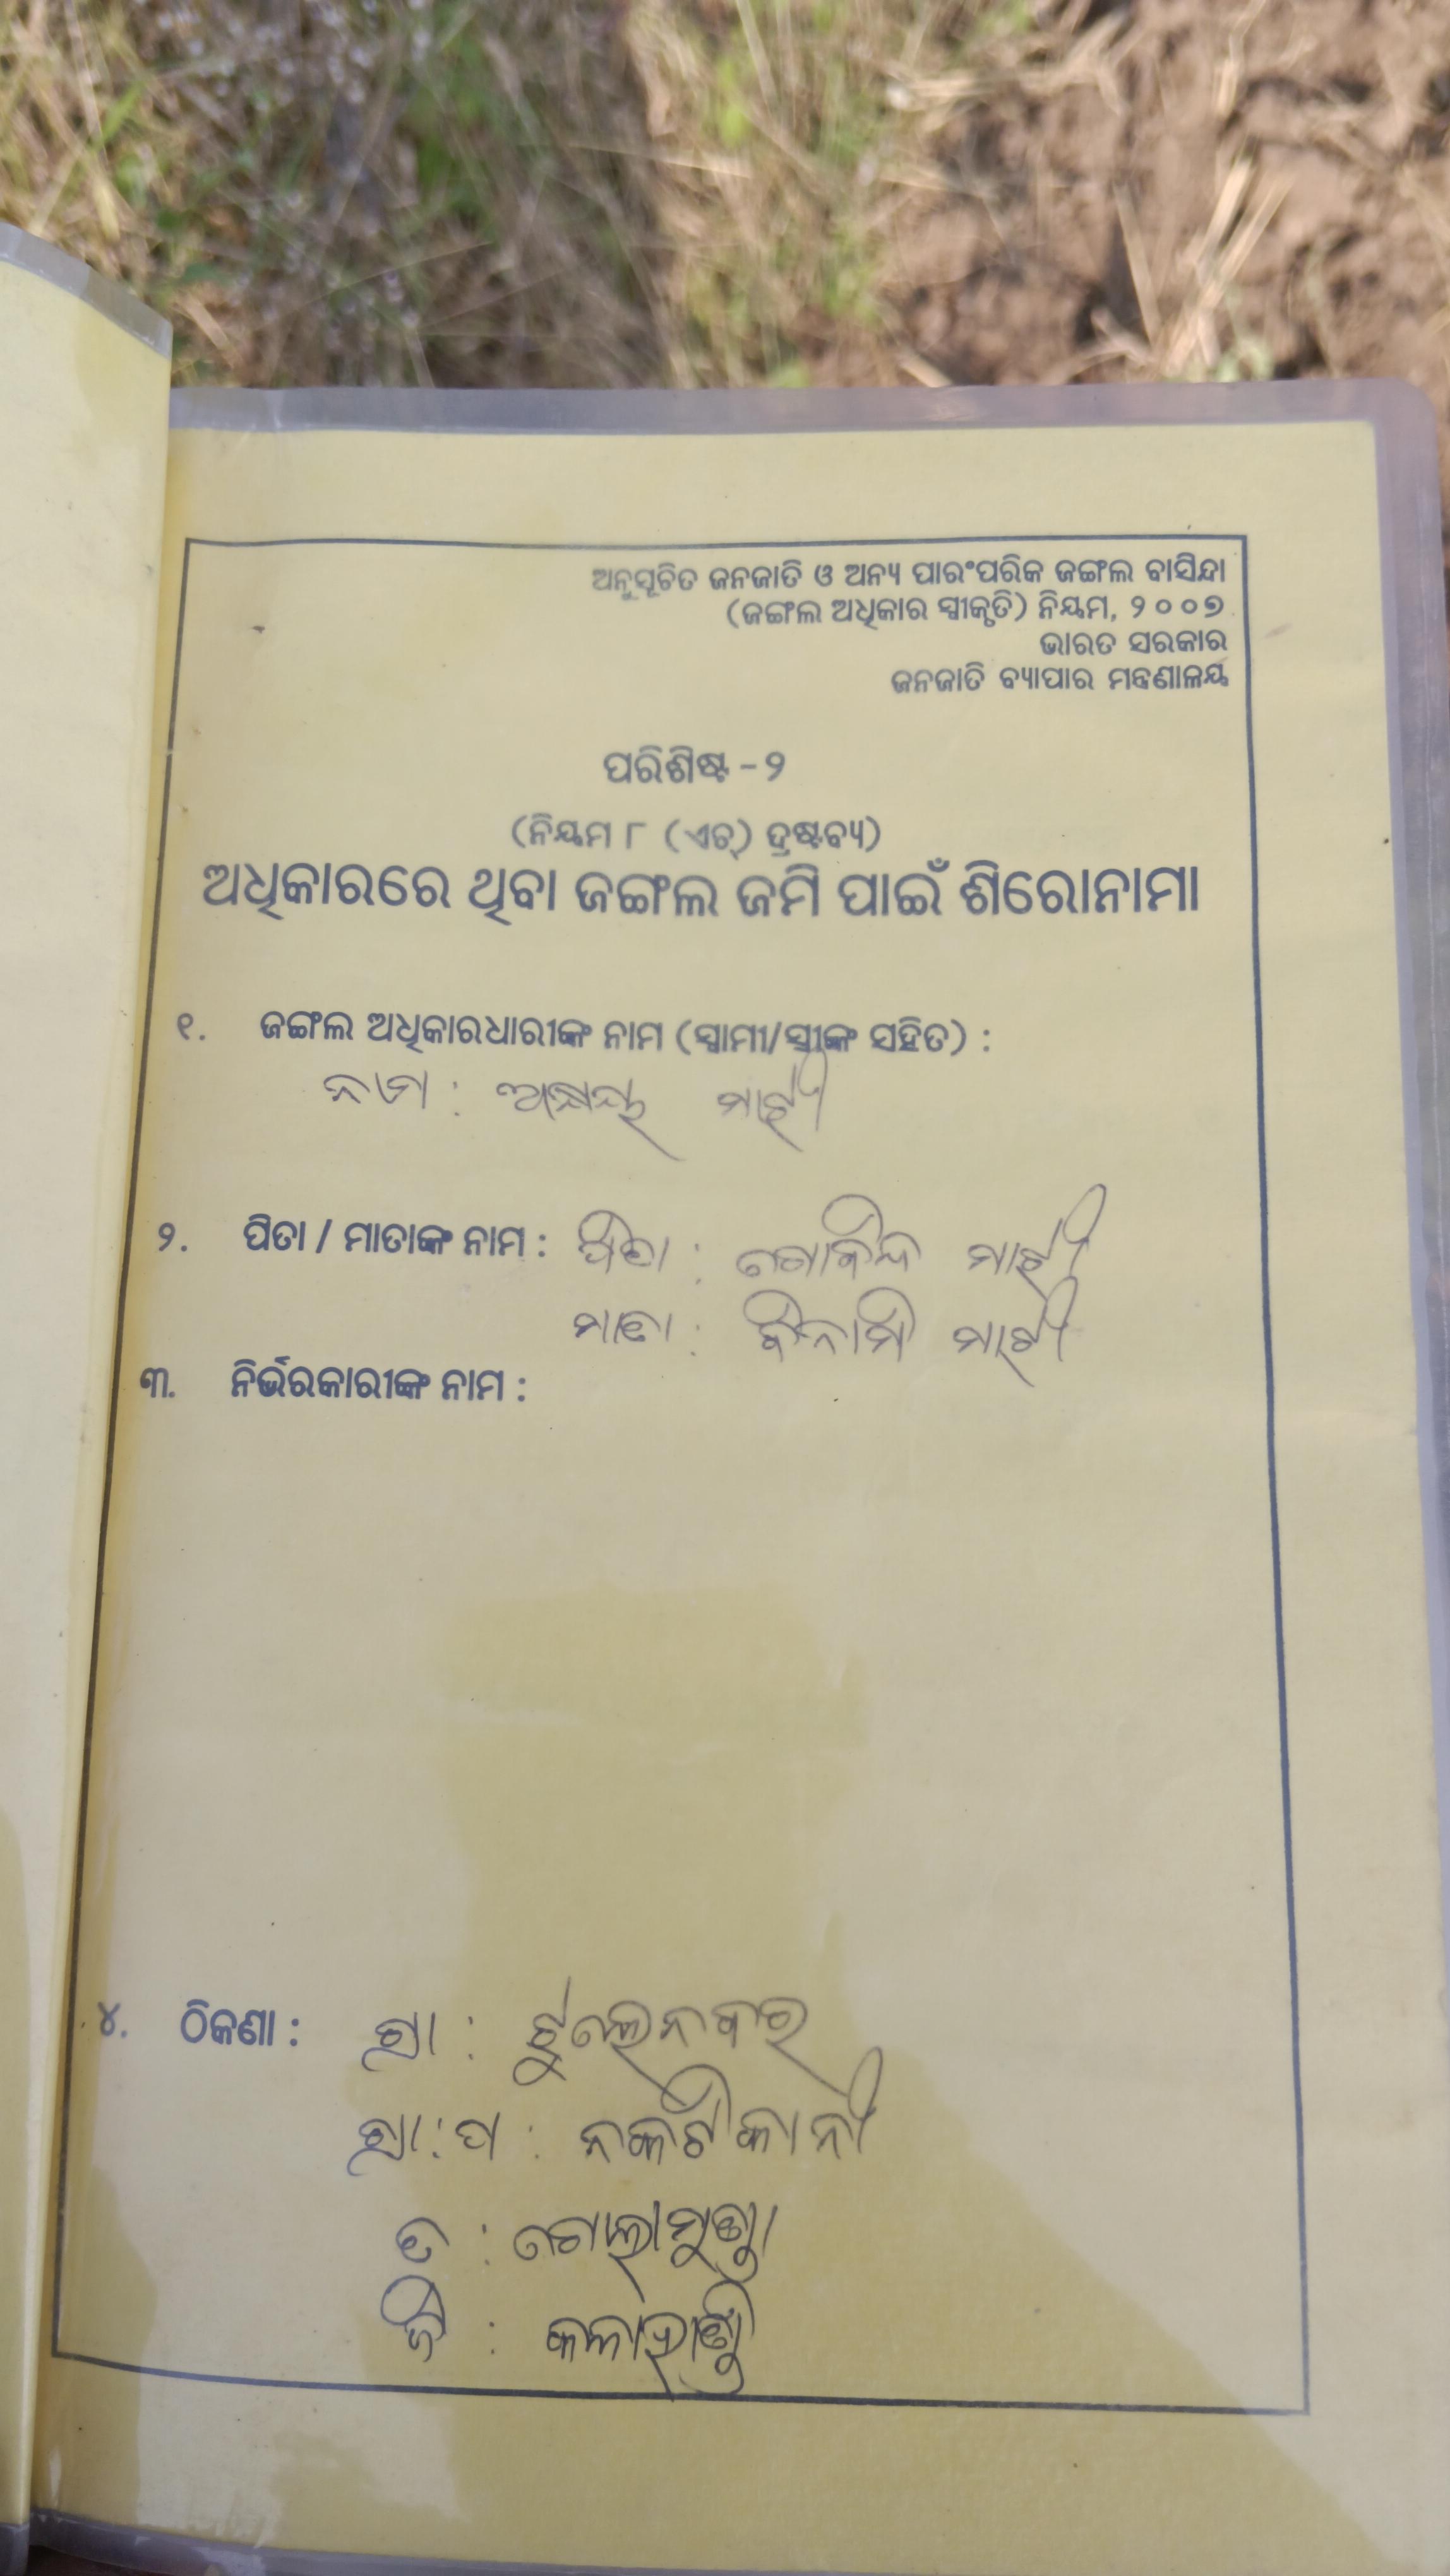 ଅନୁସୂଚିତ ଜନଜାତି ଓ ଅନ୍ୟ ପାରଂପରିକ ଜଙ୍ଗଲ ବାସିନ୍ଦା
(ଜଙ୍ଗଲ ଅଧିକାର ସ୍ୱୀକୃତି) ନିୟମ, ୨୦୦୭
ଭାରତ ସରକାର
ଜନଜାତି ବ୍ୟାପାର ମନ୍ତ୍ରଣାଳୟ
ପରିଶିଷ୍ଟ -୨
(ନିୟମ ୮ (ଏଚ୍) ଦ୍ରଷ୍ଟବ୍ୟ)
ଅଧିକାରରେ ଥିବା ଜଙ୍ଗଲ ଜମି ପାଇଁ ଶିରୋନାମା
୧. ଜଙ୍ଗଲ ଅଧିକାରଧାରୀଙ୍କ ନାମ (ସ୍ୱାମୀ/ସ୍ତ୍ରୀଙ୍କ ସହିତ) :
ନାମ : ମାଝୀ
୨. ପିତା / ମାତାଙ୍କ ନାମ : ପିତା : ଗୋବିନ୍ଦ ମାଝୀ
ମାତା : ମାଝୀ
୩. ନିର୍ଭରକାରୀଙ୍କ ନାମ :
୪. ଠିକଣା : ଗ୍ରା :
ଗ୍ରା : ପ : ନକଟିକାନୀ
ତ : ଗୋଲାମୁଣ୍ଡା
ଜି : କଳାହାଣ୍ଡି